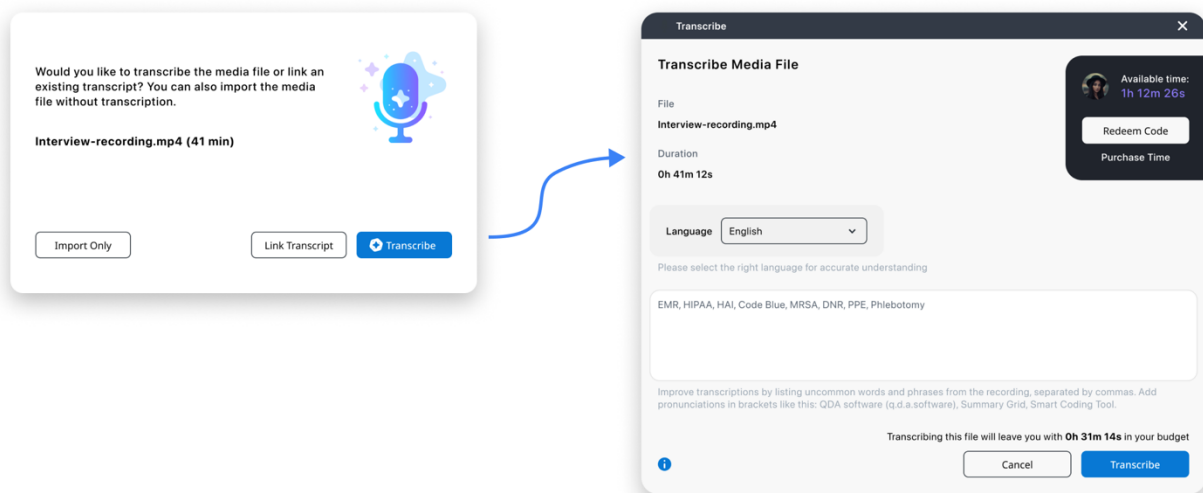 Would you like to transcribe the media file or link an
existing transcript? You can also import the media
file without transcription.
Interview-recording.mp4 (41 min)
Import Only
Link Transcript
Transcribe
Transcribe
Transcribe Media File
File
Interview-recording.mp4
Duration
0h 41m 12s
Available time:
1h 12m 26s
Redeem Code
Purchase Time
Language
English
Please select the right language for accurate understanding
EMR, HIPAA, HAI, Code Blue, MRSA, DNR, PPE, Phlebotomy
Improve transcriptions by listing uncommon words and phrases from the recording, separated by commas. Add
pronunciations in brackets like this: QDA software (q.d.a.software), Summary Grid, Smart Coding Tool.
Transcribing this file will leave you with 0h 31m 14s in your budget
Cancel
Transcribe